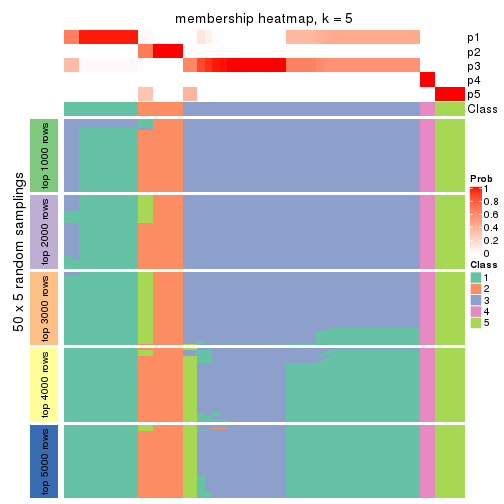 membership heatmap, k = 5
p1
p2
p3
p4
p5
Class
50 x 5 random samplings
top 1000 rows
top 2000 rows
top 3000 rows
top 4000 rows
top 5000 rows
Prob
1
0.8
0.6
0.4
0.2
0
Class
1
2
3
4
5